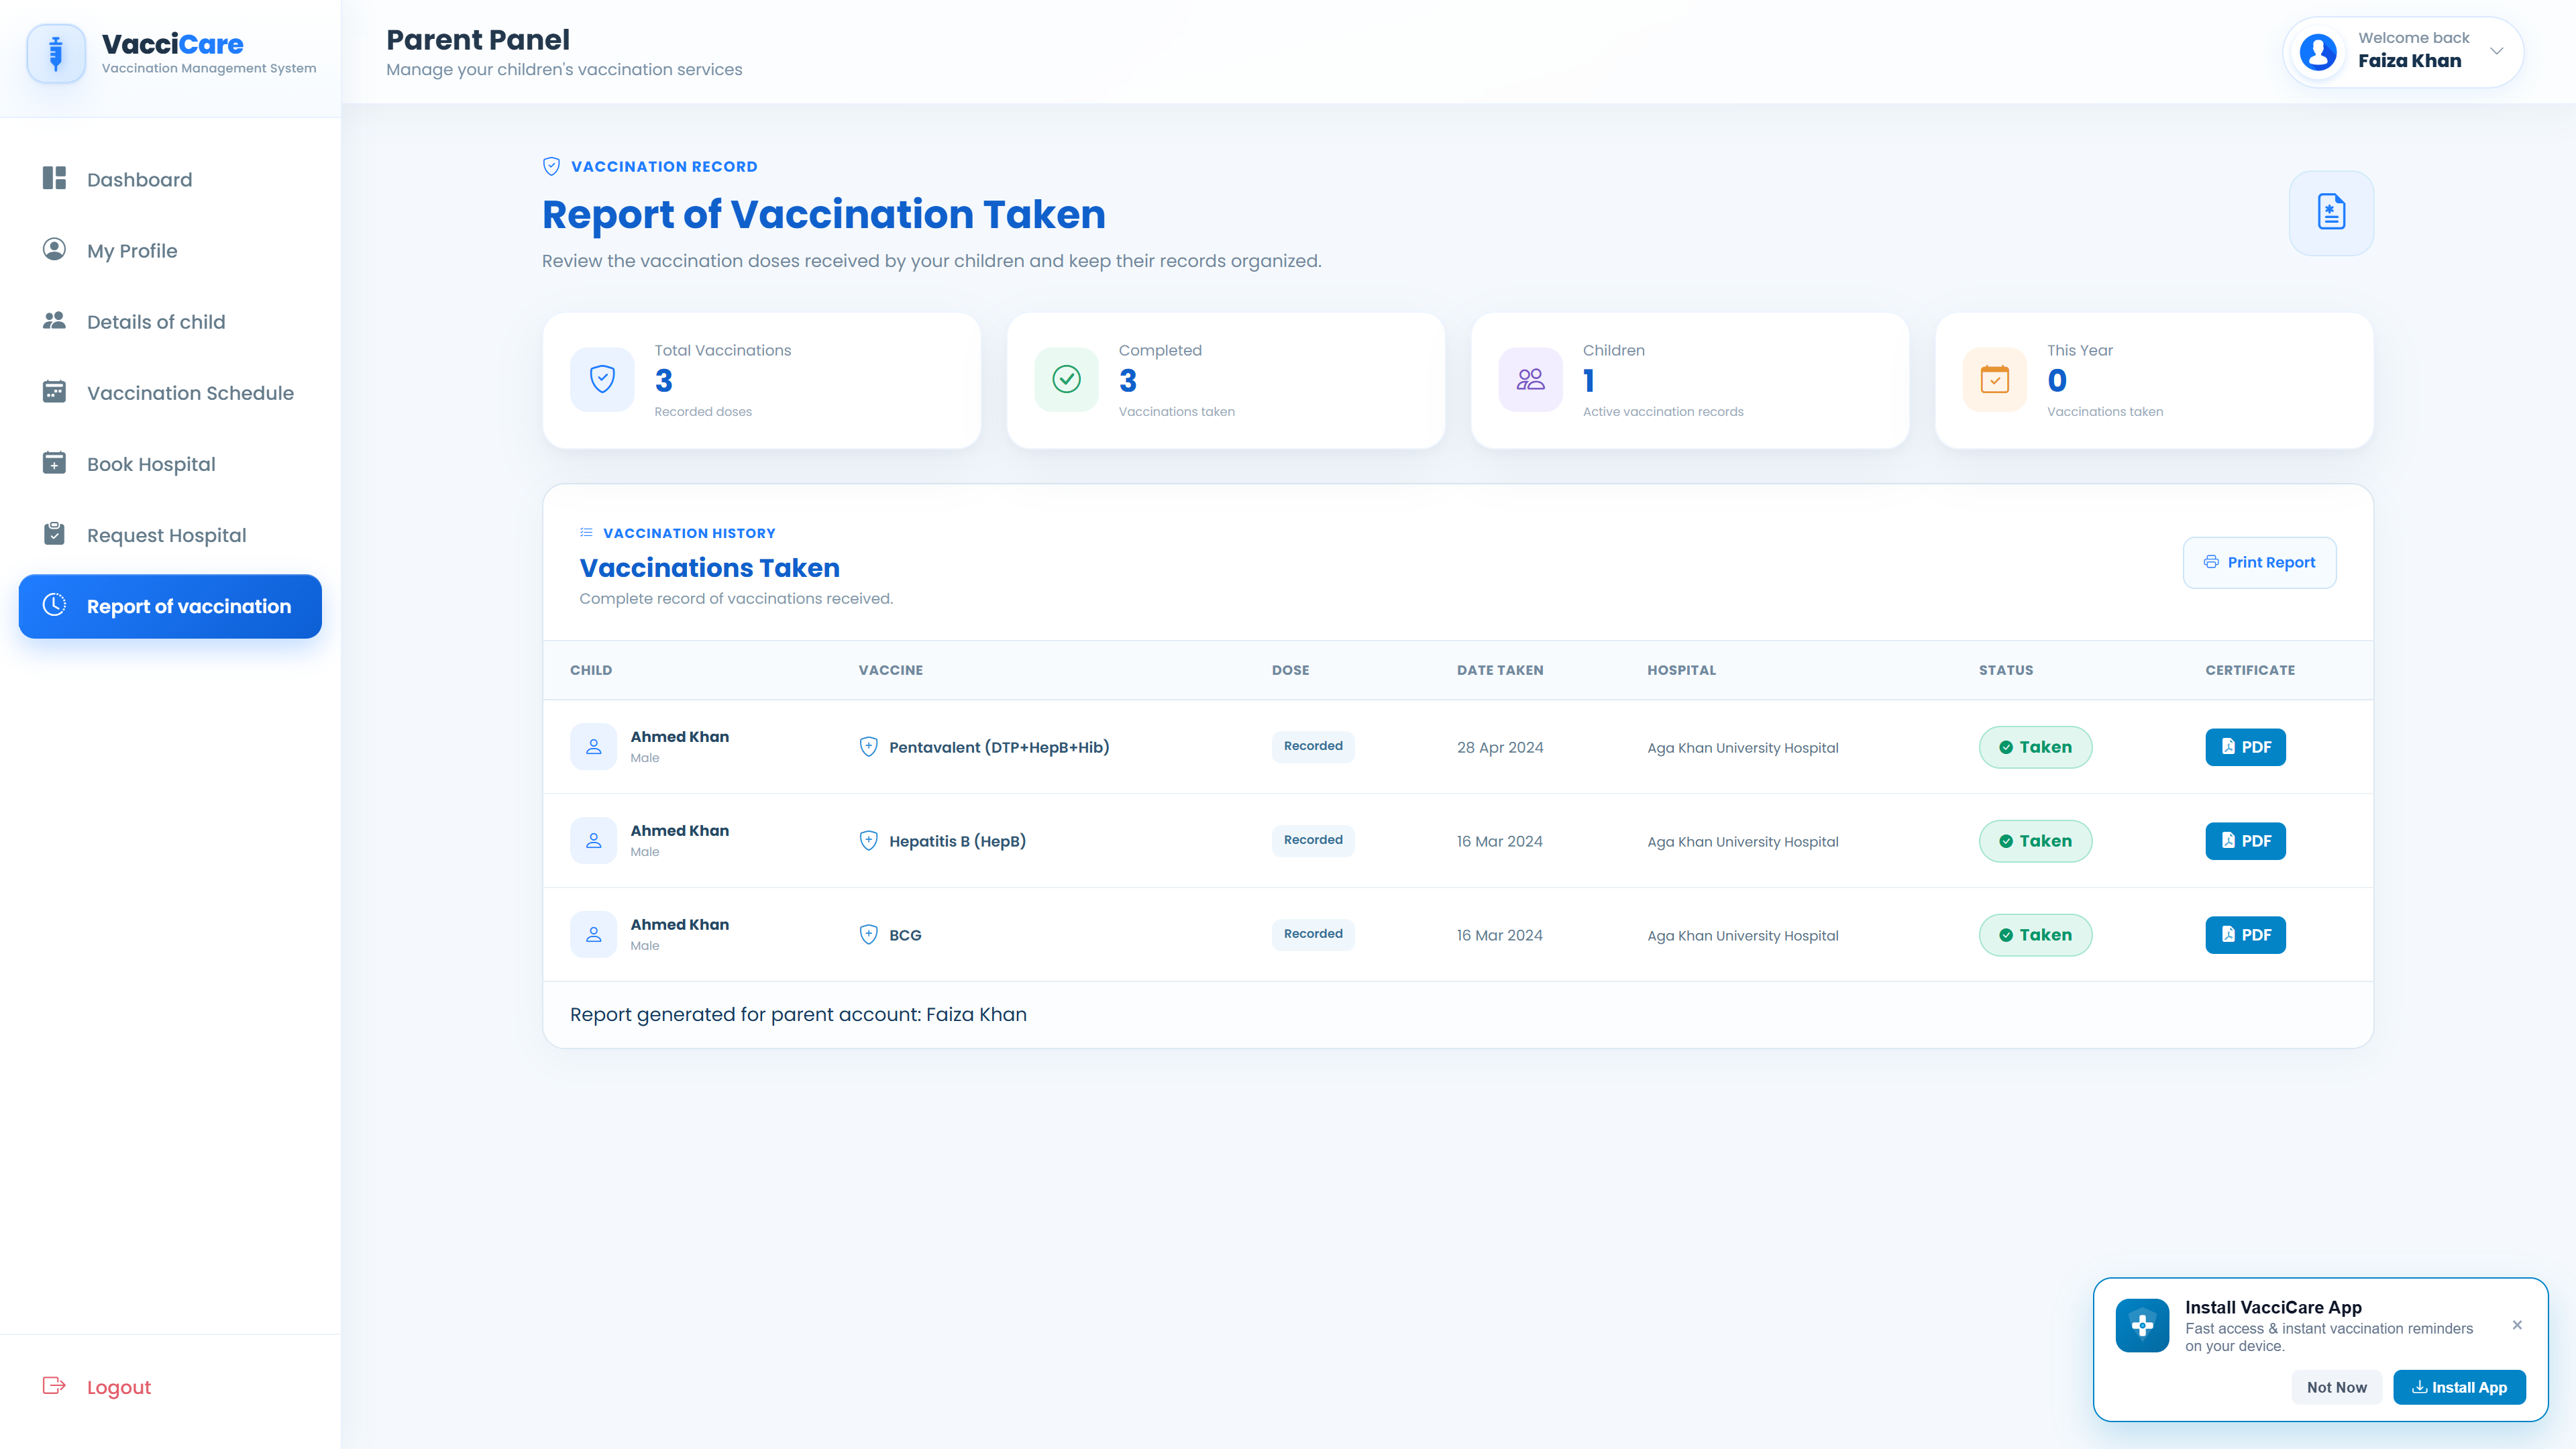 VacciCare
Vaccination Management System
Dashboard
My Profile
Details of child
Vaccination Schedule
Book Hospital
Request Hospital
Report of vaccination
Logout
Parent Panel
Manage your children's vaccination services
Welcome back
Faiza Khan
VACCINATION RECORD
Report of Vaccination Taken
Review the vaccination doses received by your children and keep their records organized.
Total Vaccinations
3
Recorded doses
Completed
3
Vaccinations taken
Children
1
Active vaccination records
This Year
0
Vaccinations taken
VACCINATION HISTORY
Vaccinations Taken
Complete record of vaccinations received.
Print Report
CHILD VACCINE DOSE DATE TAKEN HOSPITAL STATUS CERTIFICATE
Ahmed Khan
Male
Pentavalent (DTP+HepB+Hib) Recorded 28 Apr 2024 Aga Khan University Hospital Taken PDF
Ahmed Khan
Male
Hepatitis B (HepB) Recorded 16 Mar 2024 Aga Khan University Hospital Taken PDF
Ahmed Khan
Male
BCG Recorded 16 Mar 2024 Aga Khan University Hospital Taken PDF
Report generated for parent account: Faiza Khan
Install VacciCare App
Fast access & instant vaccination reminders
on your device.
Not Now
Install App